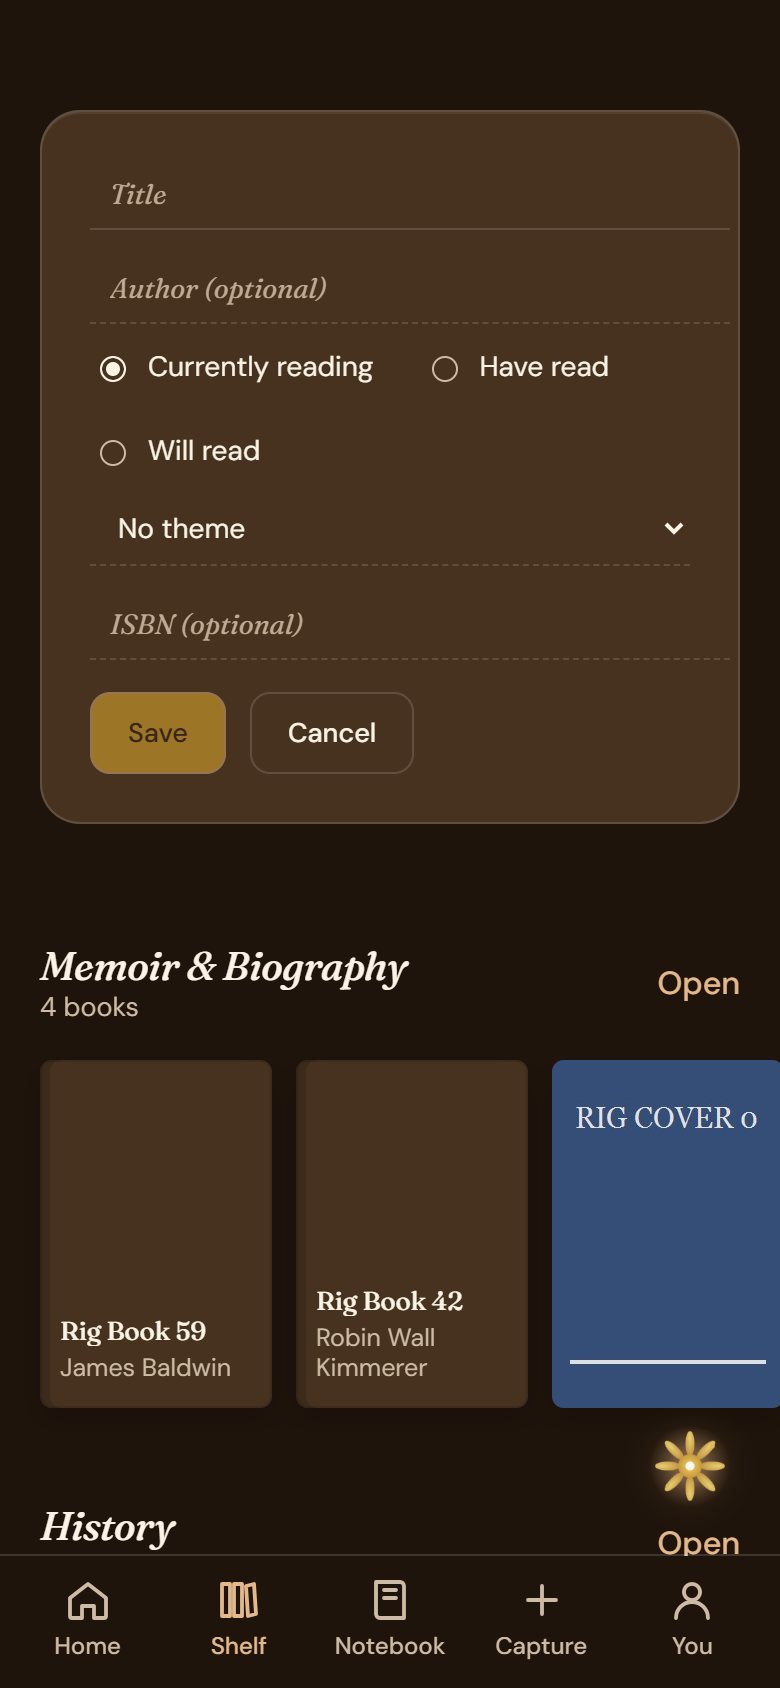 Title
Author (optional)
Currently reading
Have read
Will read
No theme
ISBN (optional)
Save
Cancel
Memoir & Biography
4 books
Open
Rig Book 59
James Baldwin
Rig Book 42
Robin Wall
Kimmerer
RIG COVER 0
History
Open
Home
Shelf
Notebook
Capture
You